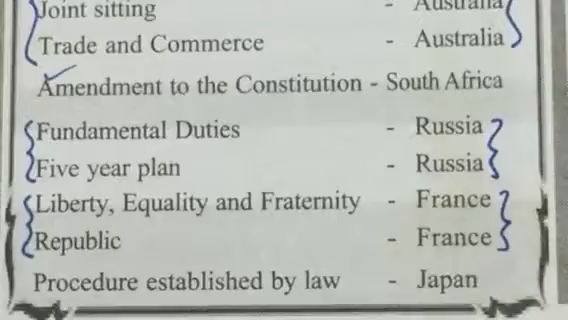 Joint sitting - Australia
Trade and Commerce - Australia
Amendment to the Constitution - South Africa
Fundamental Duties - Russia
Five year plan - Russia
Liberty, Equality and Fraternity - France
Republic - France
Procedure established by law - Japan